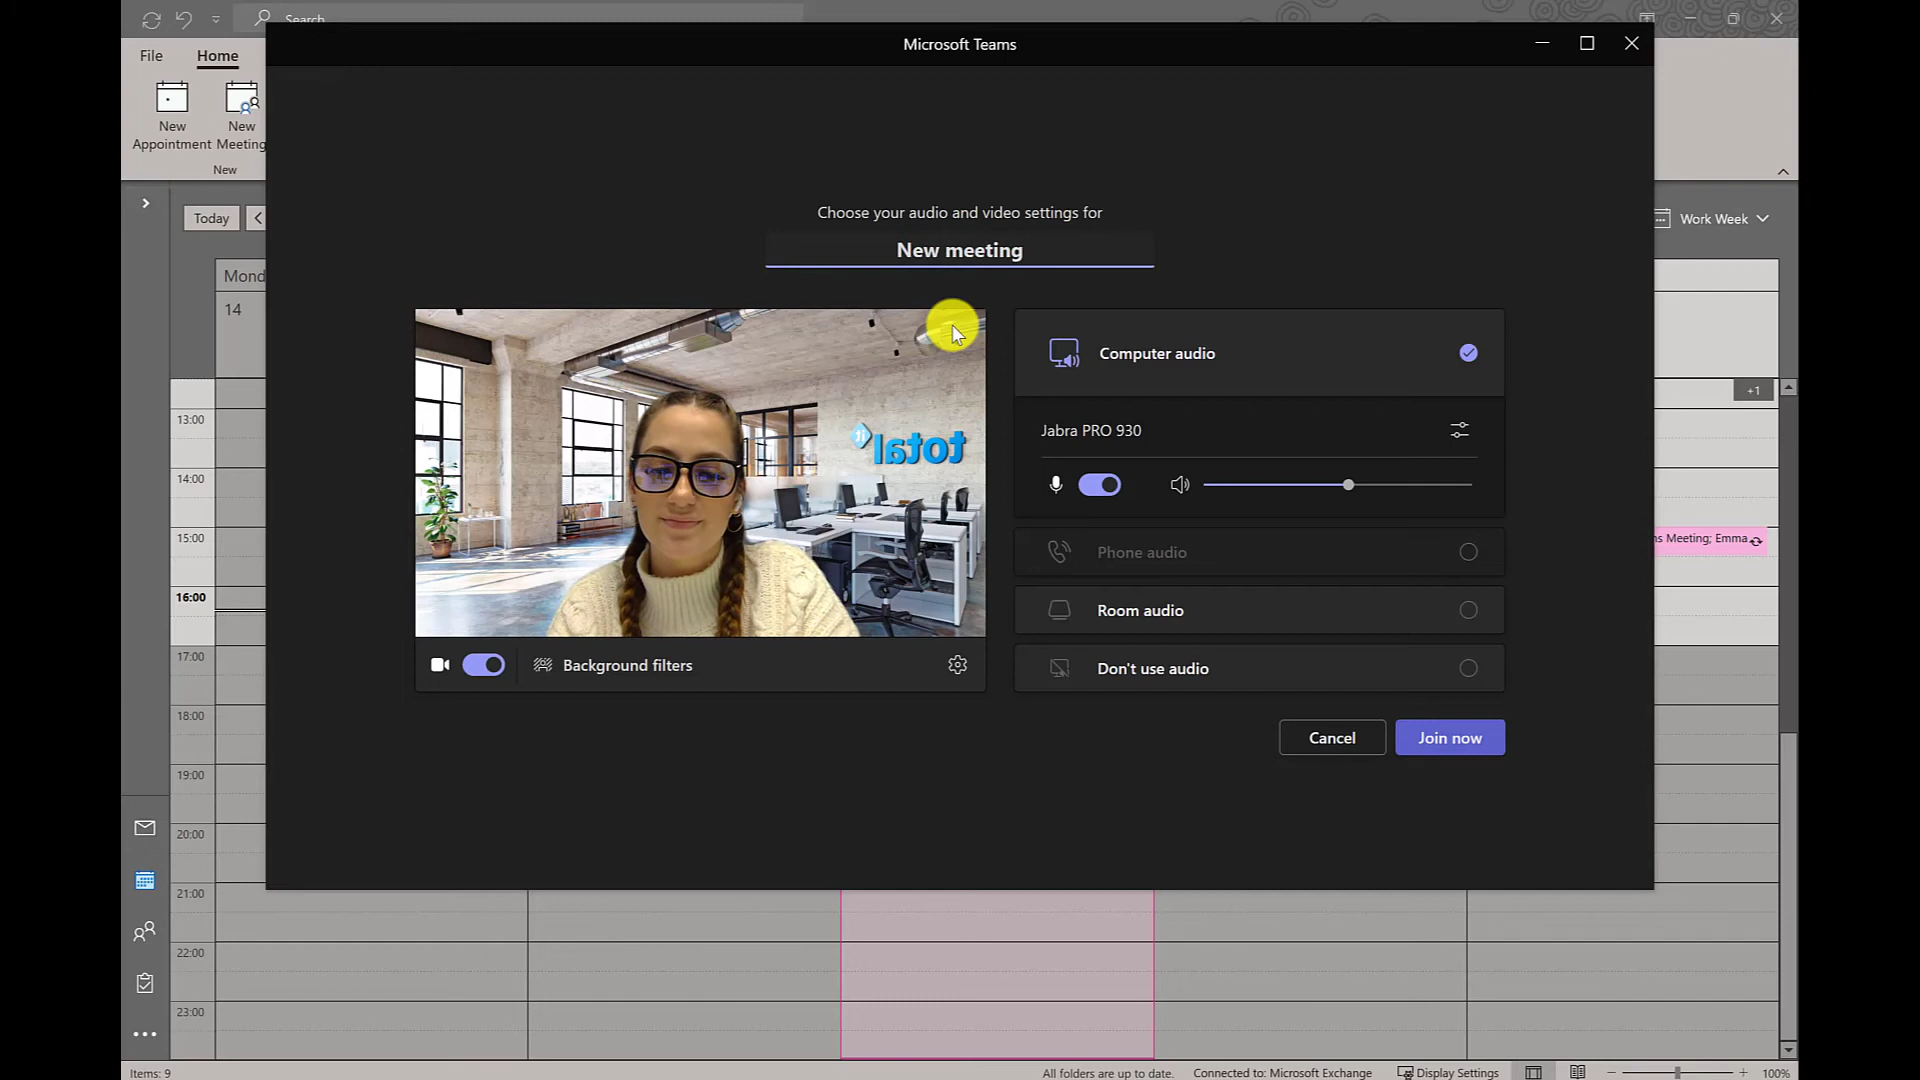 Search
Microsoft Teams
File
Home
New Appointment
New Meeting
New
Choose your audio and video settings for
New meeting
Today
Work Week
Mond
14
Computer audio
+1
Jabra PRO 930
total it
13:00
14:00
15:00
16:00
17:00
18:00
19:00
20:00
21:00
22:00
23:00
ns Meeting; Emma
Phone audio
Room audio
Don't use audio
Background filters
Cancel
Join now
Items: 9
All folders are up to date.
Connected to: Microsoft Exchange
Display Settings
100%